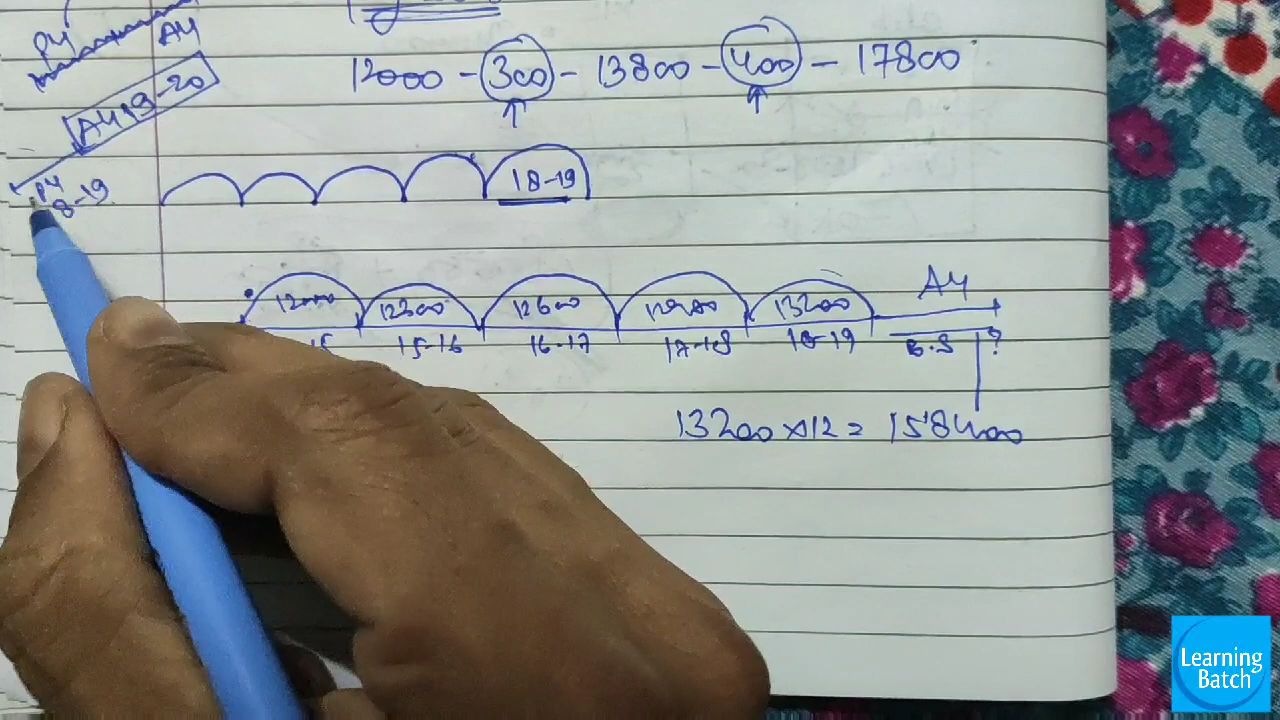 PY AY
12000 - 300 - 13800 - 400 - 17800
AY 19-20
PY
18-19
18-19
12000 12300 12600 12900 13200 AY
15-16 16-17 17-18 18-19 B.S ?
13200 x 12 = 158400
Learning
Batch